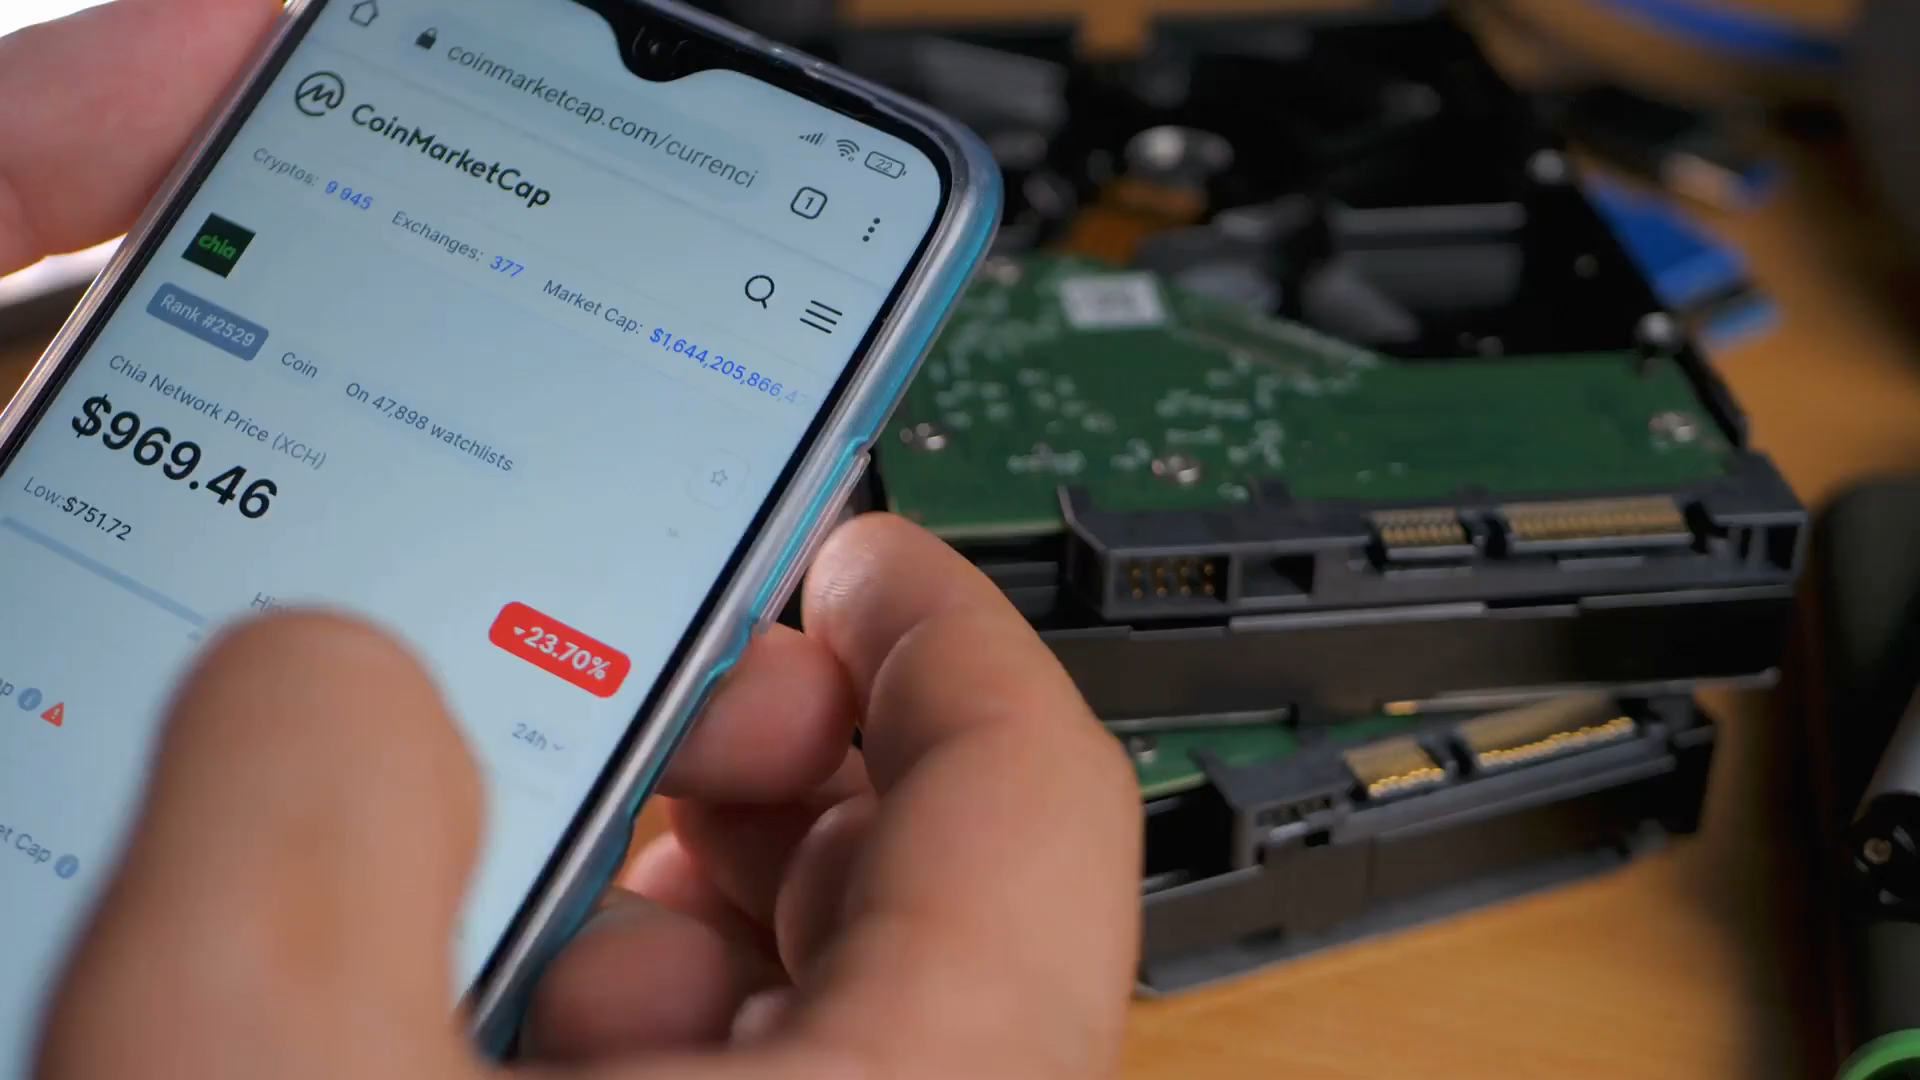 coinmarketcap.com/currenci
22
1
CoinMarketCap
Cryptos: 9 945 Exchanges: 377 Market Cap: $1,644,205,866,47
chia
Rank #2529 Coin On 47,898 watchlists
Chia Network Price (XCH)
$969.46
Low:$751.72
23.70%
24h
et Cap